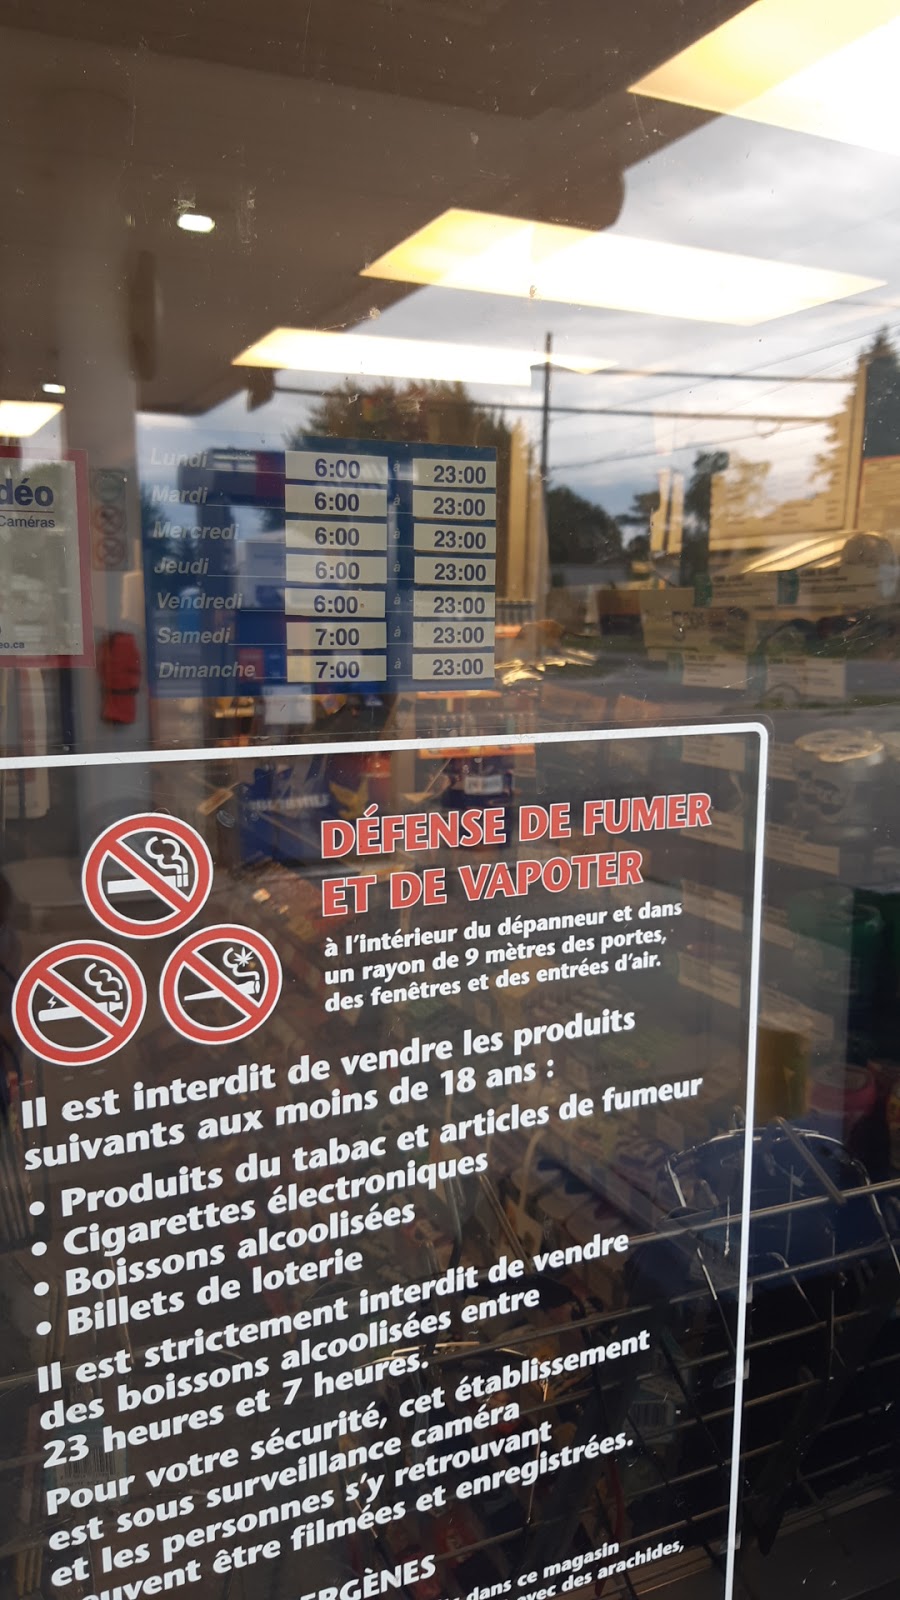 déo
Caméras
eo.ca
Lundi 6:00 à 23:00
Mardi 6:00 à 23:00
Mercredi 6:00 à 23:00
Jeudi 6:00 à 23:00
Vendredi 6:00 à 23:00
Samedi 7:00 à 23:00
Dimanche 7:00 à 23:00
DÉFENSE DE FUMER
ET DE VAPOTER
à l'intérieur du dépanneur et dans
un rayon de 9 mètres des portes,
des fenêtres et des entrées d'air.
Il est interdit de vendre les produits
suivants aux moins de 18 ans :
• Produits du tabac et articles de fumeur
• Cigarettes électroniques
• Boissons alcoolisées
• Billets de loterie
Il est strictement interdit de vendre
des boissons alcoolisées entre
23 heures et 7 heures.
Pour votre sécurité, cet établissement
est sous surveillance caméra
et les personnes s'y retrouvant
euvent être filmées et enregistrées.
ERGÈNES
dans ce magasin
avec des arachides,